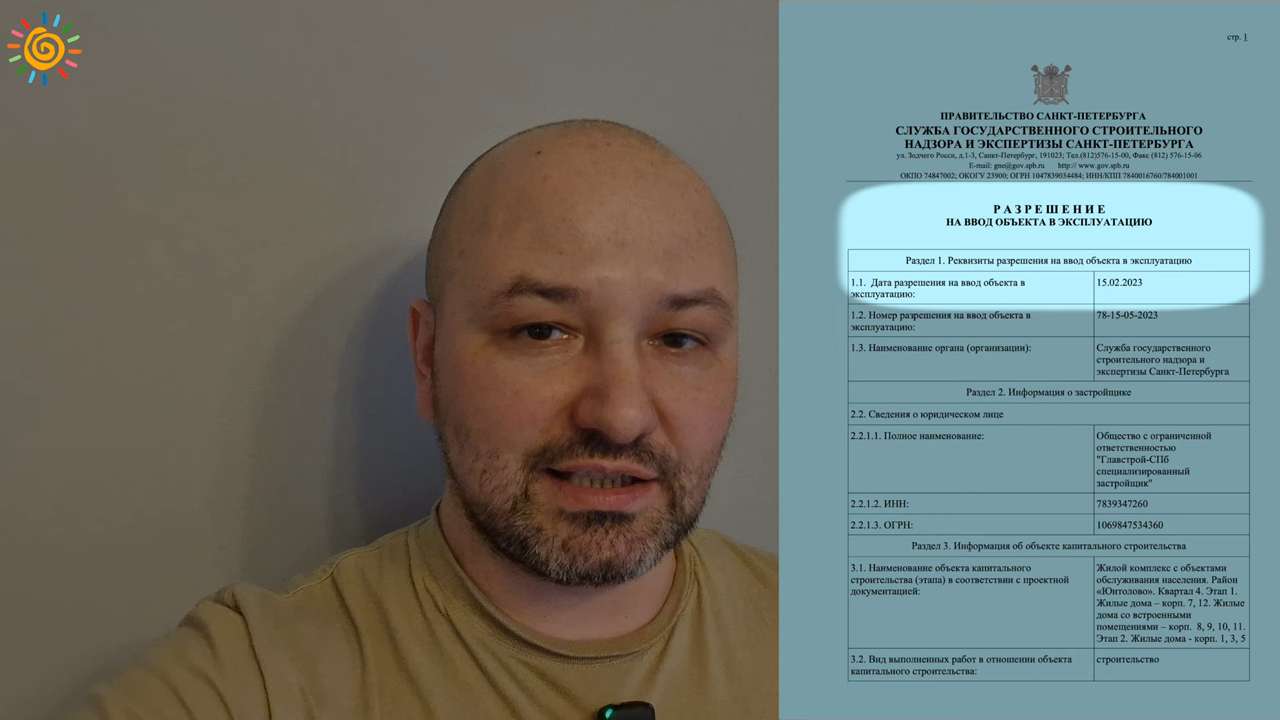 стр. 1
ПРАВИТЕЛЬСТВО САНКТ-ПЕТЕРБУРГА
СЛУЖБА ГОСУДАРСТВЕННОГО СТРОИТЕЛЬНОГО
НАДЗОРА И ЭКСПЕРТИЗЫ САНКТ-ПЕТЕРБУРГА
ул. Зодчего Росси, д.1-3, Санкт-Петербург, 191023; Тел.(812)576-15-00, Факс (812) 576-15-06
E-mail: gne@gov.spb.ru http:// www.gov.spb.ru
ОКПО 74847002; ОКОГУ 23900; ОГРН 1047839034484; ИНН/КПП 7840016760/784001001
Р А З Р Е Ш Е Н И Е
НА ВВОД ОБЪЕКТА В ЭКСПЛУАТАЦИЮ
Раздел 1. Реквизиты разрешения на ввод объекта в эксплуатацию
1.1. Дата разрешения на ввод объекта в
эксплуатацию:
15.02.2023
1.2. Номер разрешения на ввод объекта в
эксплуатацию:
78-15-05-2023
1.3. Наименование органа (организации):
Служба государственного
строительного надзора и
экспертизы Санкт-Петербурга
Раздел 2. Информация о застройщике
2.2. Сведения о юридическом лице
2.2.1.1. Полное наименование:
Общество с ограниченной
ответственностью
"Главстрой-СПб
специализированный
застройщик"
2.2.1.2. ИНН:
7839347260
2.2.1.3. ОГРН:
1069847534360
Раздел 3. Информация об объекте капитального строительства
3.1. Наименование объекта капитального
строительства (этапа) в соответствии с проектной
документацией:
Жилой комплекс с объектами
обслуживания населения. Район
«Юнтолово». Квартал 4. Этап 1.
Жилые дома – корп. 7, 12. Жилые
дома со встроенными
помещениями – корп. 8, 9, 10, 11.
Этап 2. Жилые дома - корп. 1, 3, 5
3.2. Вид выполненных работ в отношении объекта
капитального строительства:
строительство